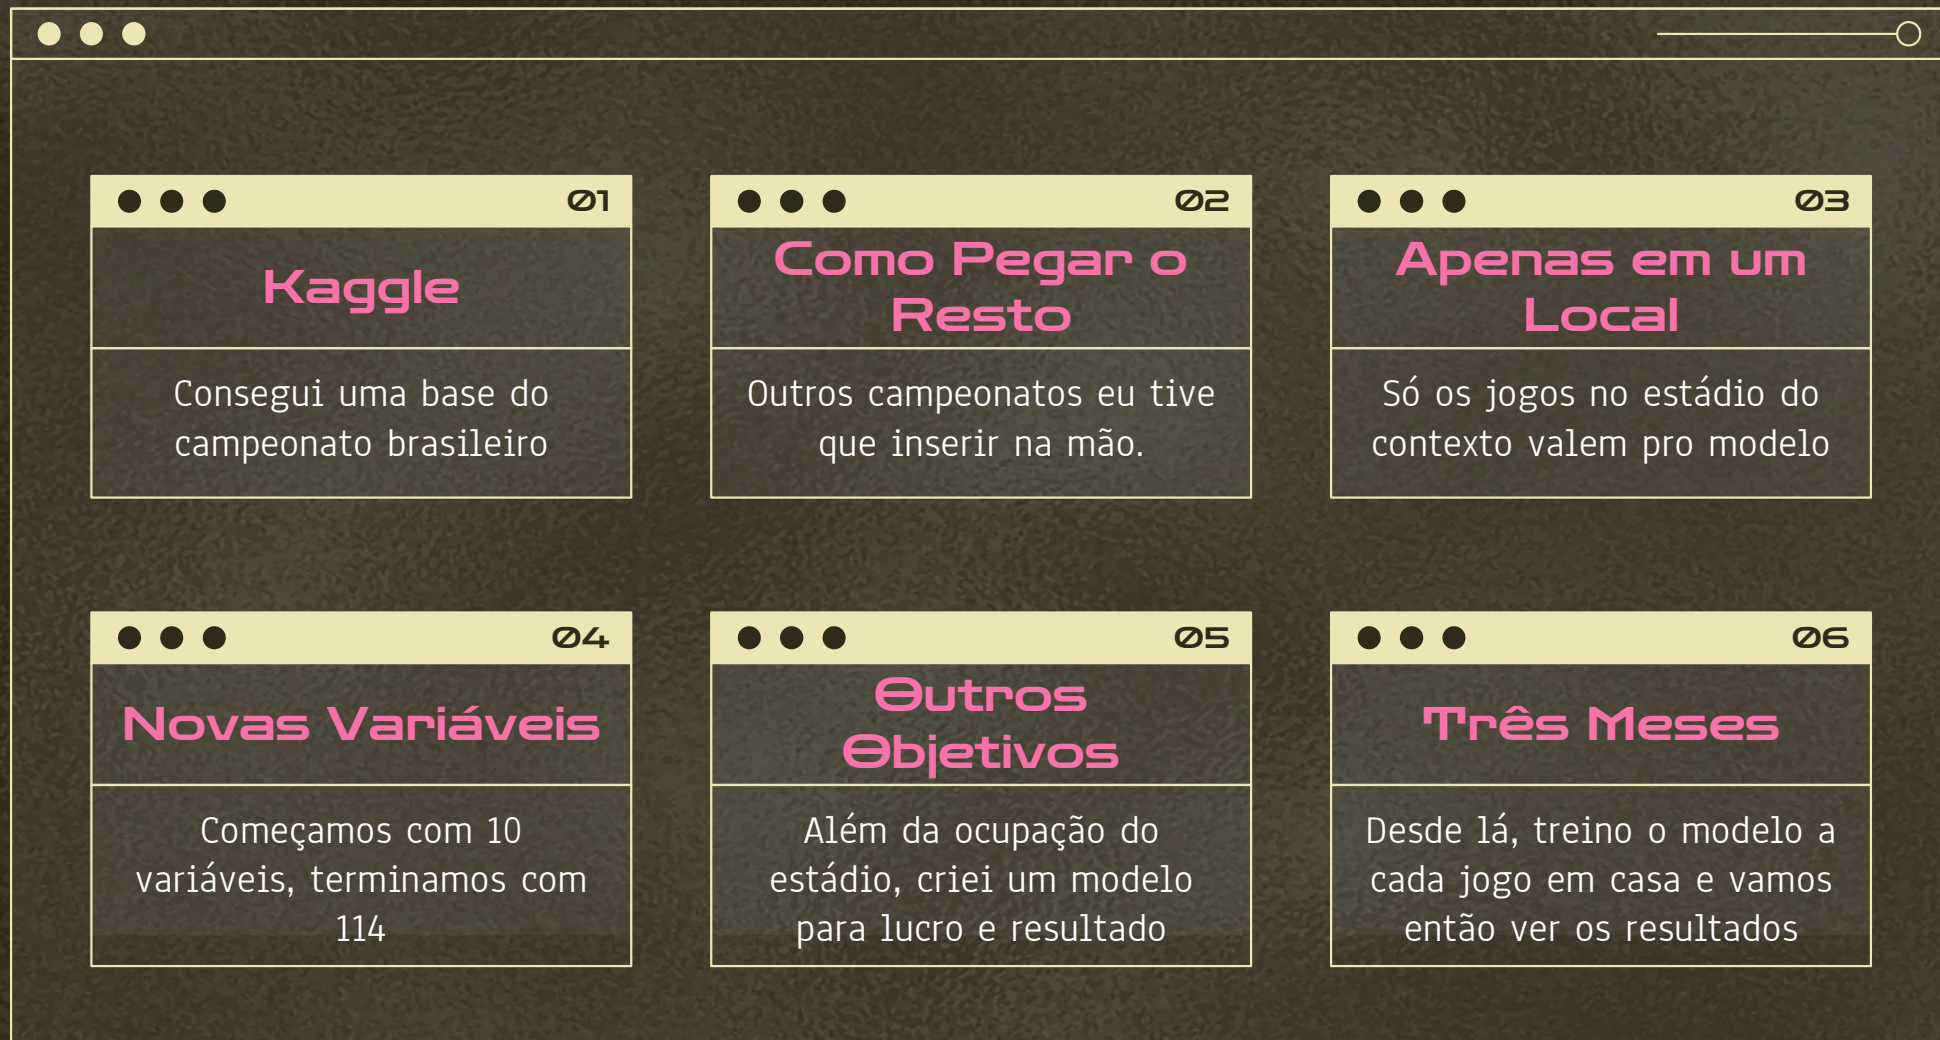 01
Kaggle
Consegui uma base do
campeonato brasileiro
02
Como Pegar o
Resto
Outros campeonatos eu tive
que inserir na mão.
03
Apenas em um
Local
Só os jogos no estádio do
contexto valem pro modelo
04
Novas Variáveis
Começamos com 10
variáveis, terminamos com
114
05
Outros
Objetivos
Além da ocupação do
estádio, criei um modelo
para lucro e resultado
06
Três Meses
Desde lá, treino o modelo a
cada jogo em casa e vamos
então ver os resultados